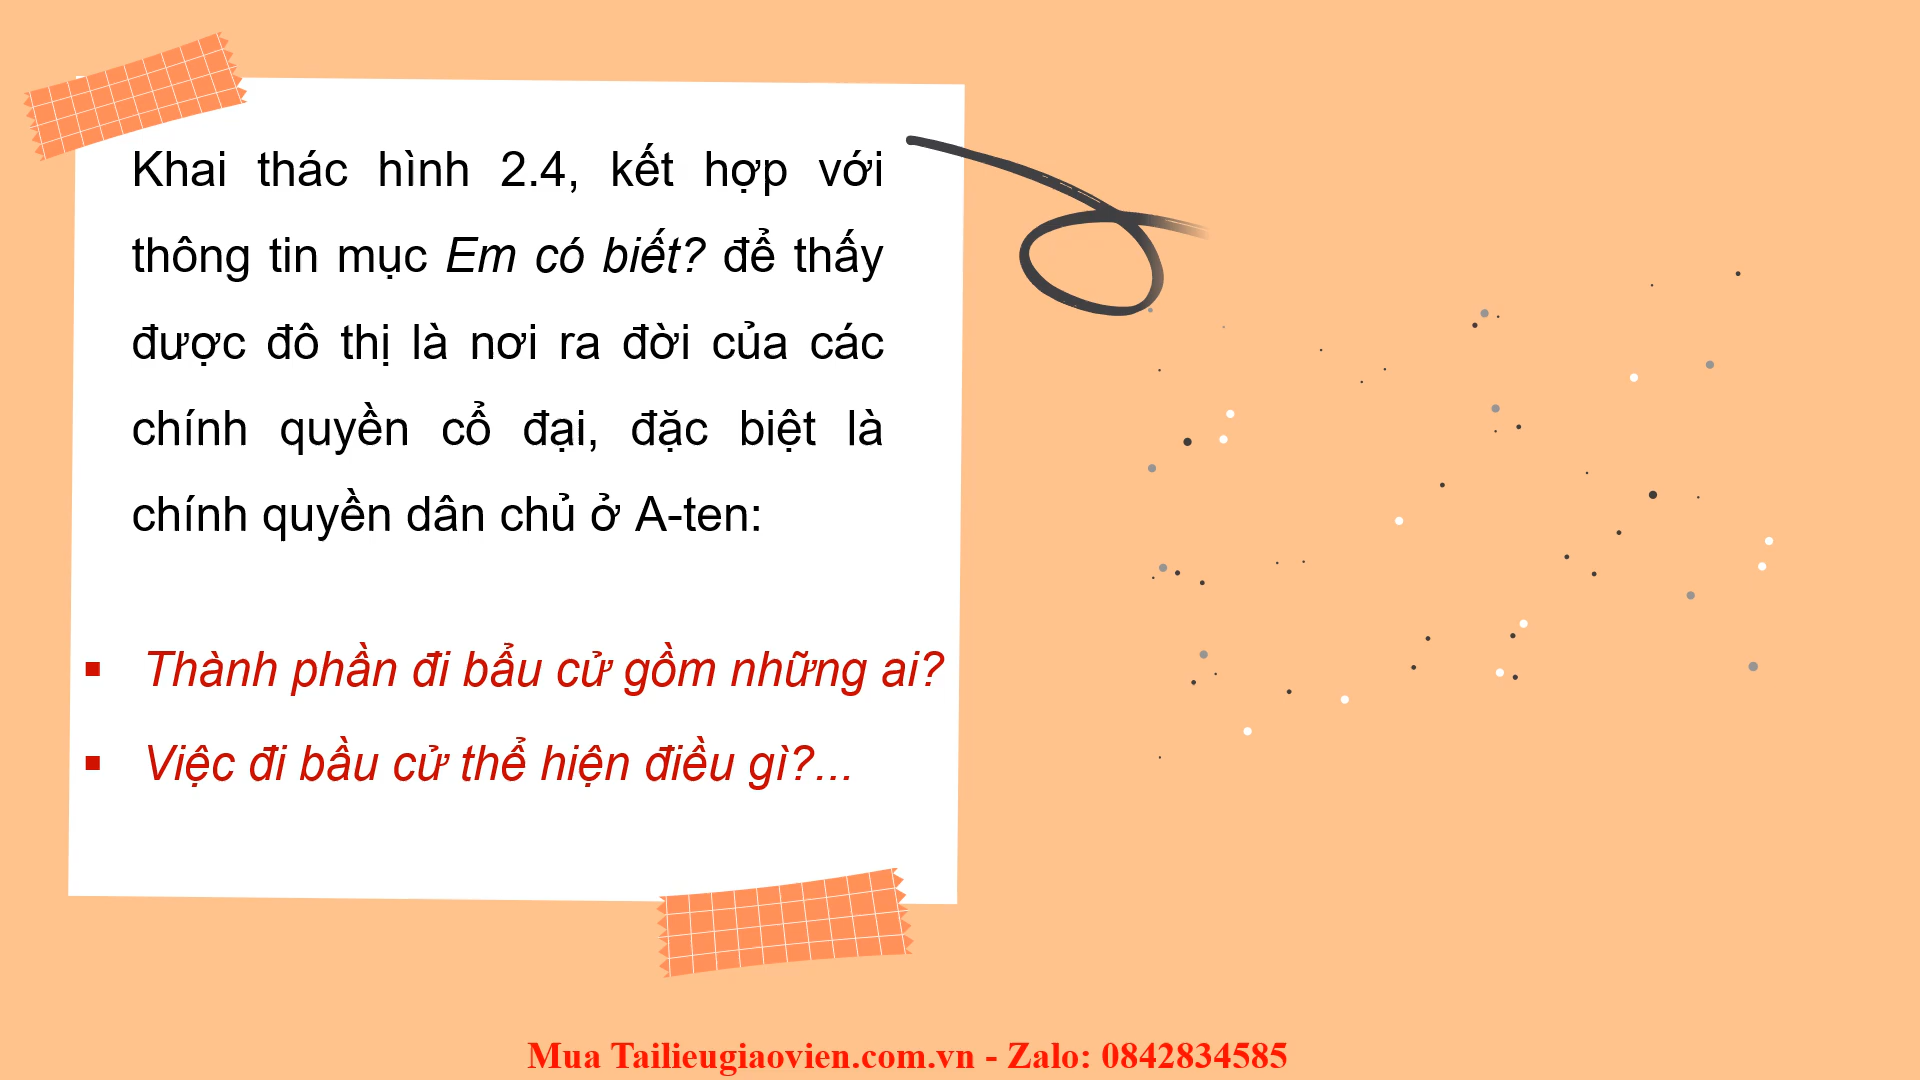 Khai thác hình 2.4, kết hợp với
thông tin mục Em có biết? để thấy
được đô thị là nơi ra đời của các
chính quyền cổ đại, đặc biệt là
chính quyền dân chủ ở A-ten:
▪ Thành phần đi bẩu cử gồm những ai?
▪ Việc đi bầu cử thể hiện điều gì?...
Mua Tailieugiaovien.com.vn - Zalo: 0842834585